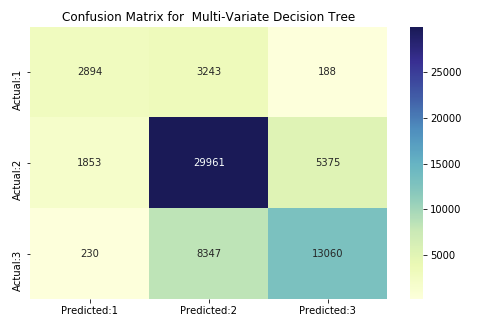 Confusion Matrix for  Multi-Variate Decision Tree
Actual:1 2894 3243 188
Actual:2 1853 29961 5375
Actual:3 230 8347 13060
Predicted:1 Predicted:2 Predicted:3
25000
20000
15000
10000
5000